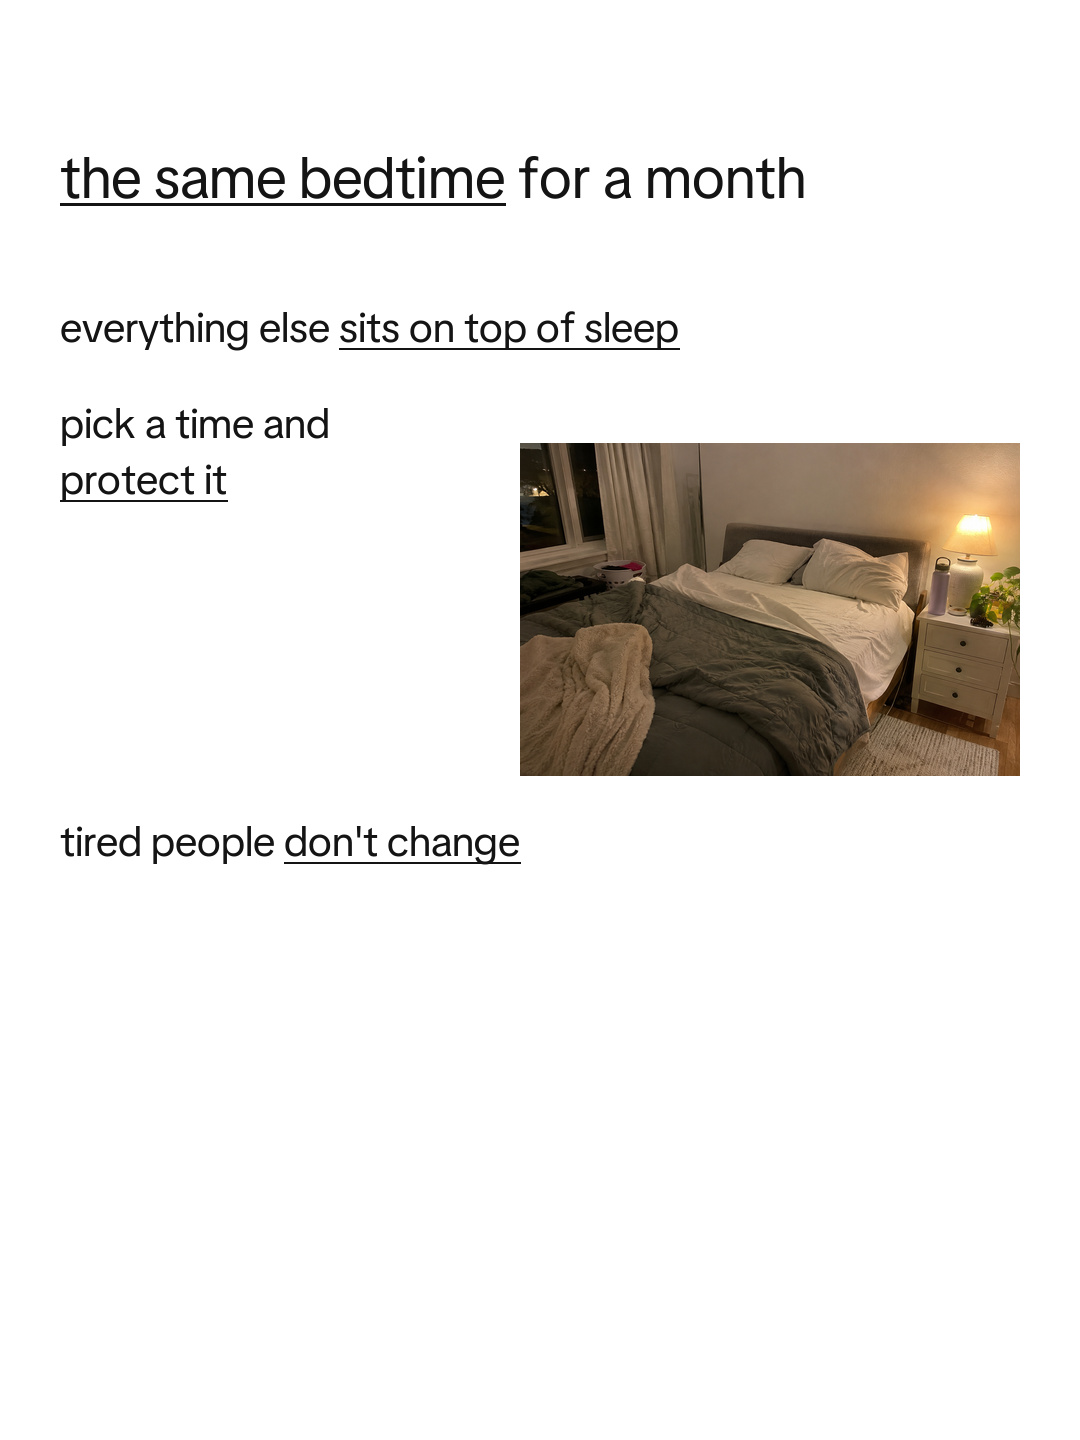 the same bedtime for a month
everything else sits on top of sleep
pick a time and
protect it
tired people don't change